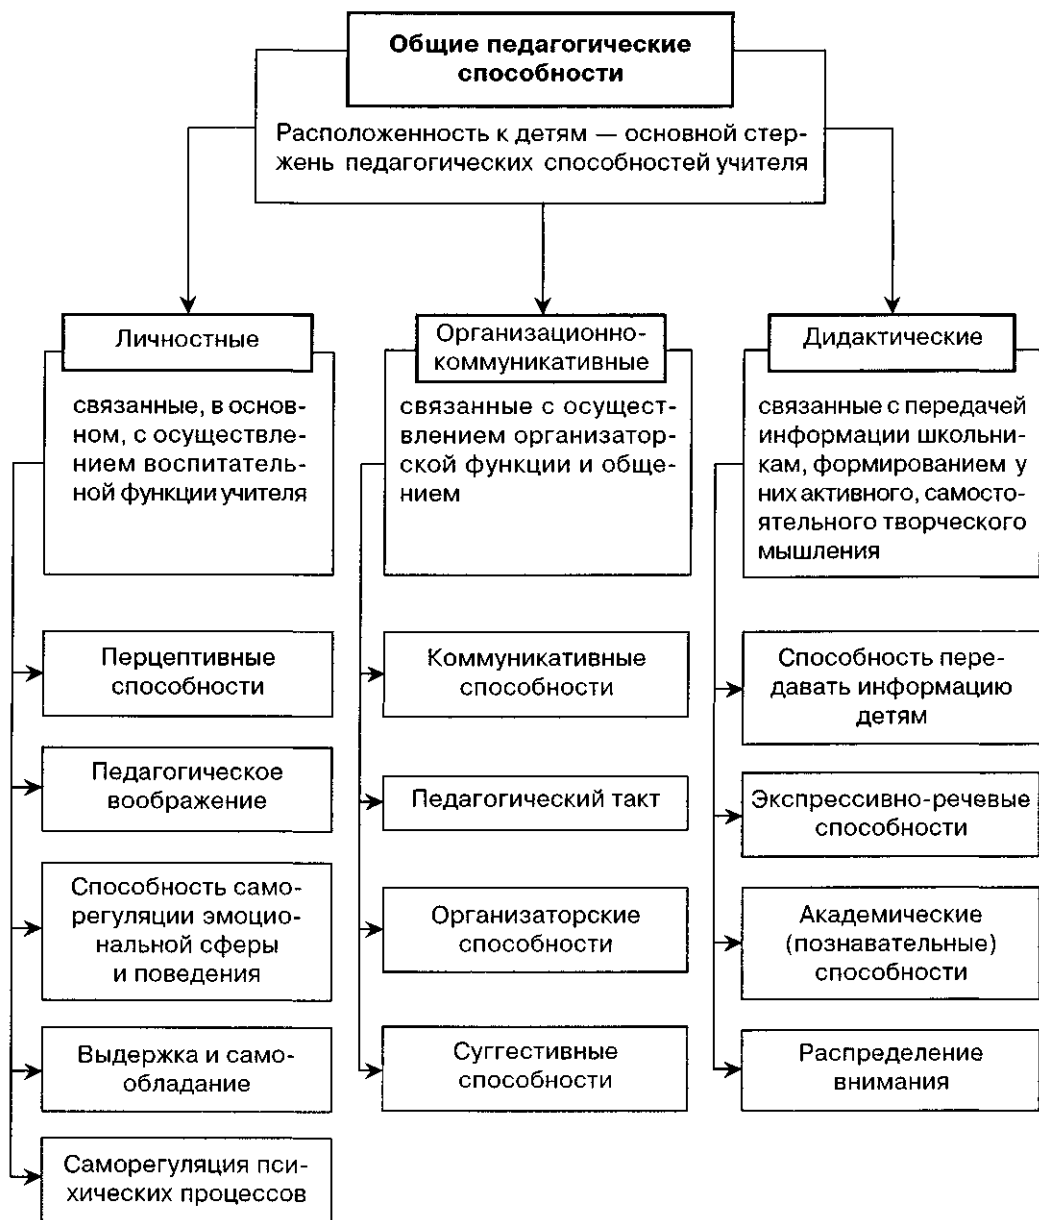 Общие педагогические
способности
Расположенность к детям — основной стер-
жень педагогических способностей учителя
Личностные
связанные, в основ-
ном, с осуществле-
нием воспитатель-
ной функции учителя
Перцептивные
способности
Педагогическое
воображение
Способность само-
регуляции эмоцио-
нальной сферы
и поведения
Выдержка и само-
обладание
Саморегуляция пси-
хических процессов
Организационно-
коммуникативные
связанные с осущест-
влением организатор-
ской функции и обще-
нием
Коммуникативные
способности
Педагогический такт
Организаторские
способности
Суггестивные
способности
Дидактические
связанные с передачей
информации школьни-
кам, формированием у
них активного, самосто-
ятельного творческого
мышления
Способность пере-
давать информацию
детям
Экспрессивно-речевые
способности
Академические
(познавательные)
способности
Распределение
внимания